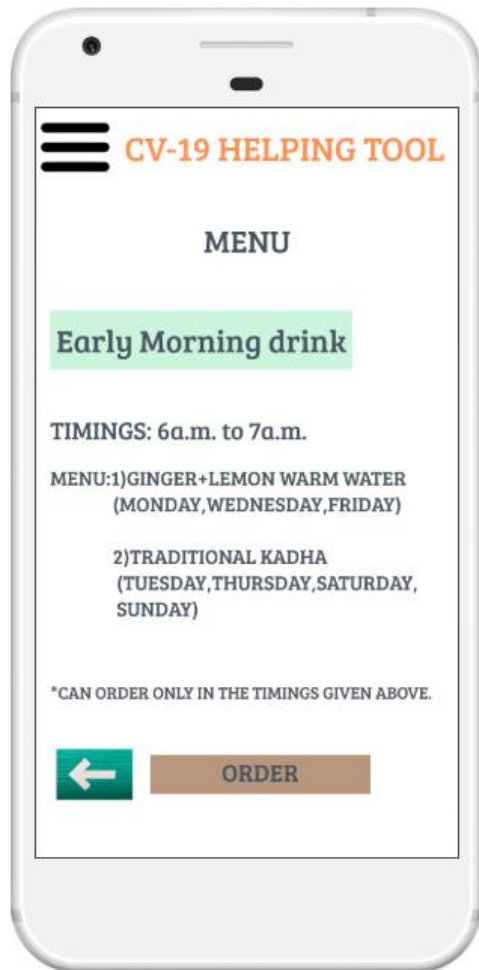 CV-19 HELPING TOOL
MENU
Early Morning drink
TIMINGS: 6a.m. to 7a.m.
MENU:1)GINGER+LEMON WARM WATER
(MONDAY,WEDNESDAY,FRIDAY)
2)TRADITIONAL KADHA
(TUESDAY,THURSDAY,SATURDAY,
SUNDAY)
*CAN ORDER ONLY IN THE TIMINGS GIVEN ABOVE.
ORDER